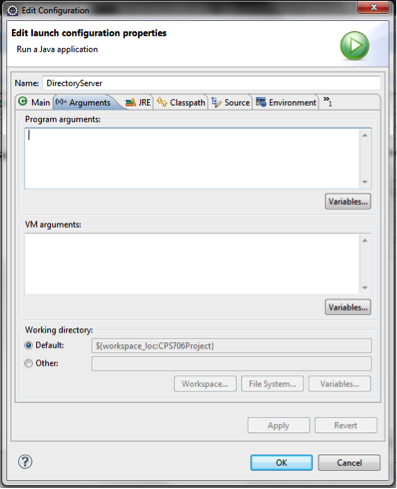 Edit Configuration
Edit launch configuration properties
Run a Java application
Name: DirectoryServer
Main (x)= Arguments JRE Classpath Source Environment »1
Program arguments:
Variables...
VM arguments:
Variables...
Working directory:
Default: ${workspace_loc:CPS706Project}
Other:
Workspace... File System... Variables...
Apply Revert
? OK Cancel